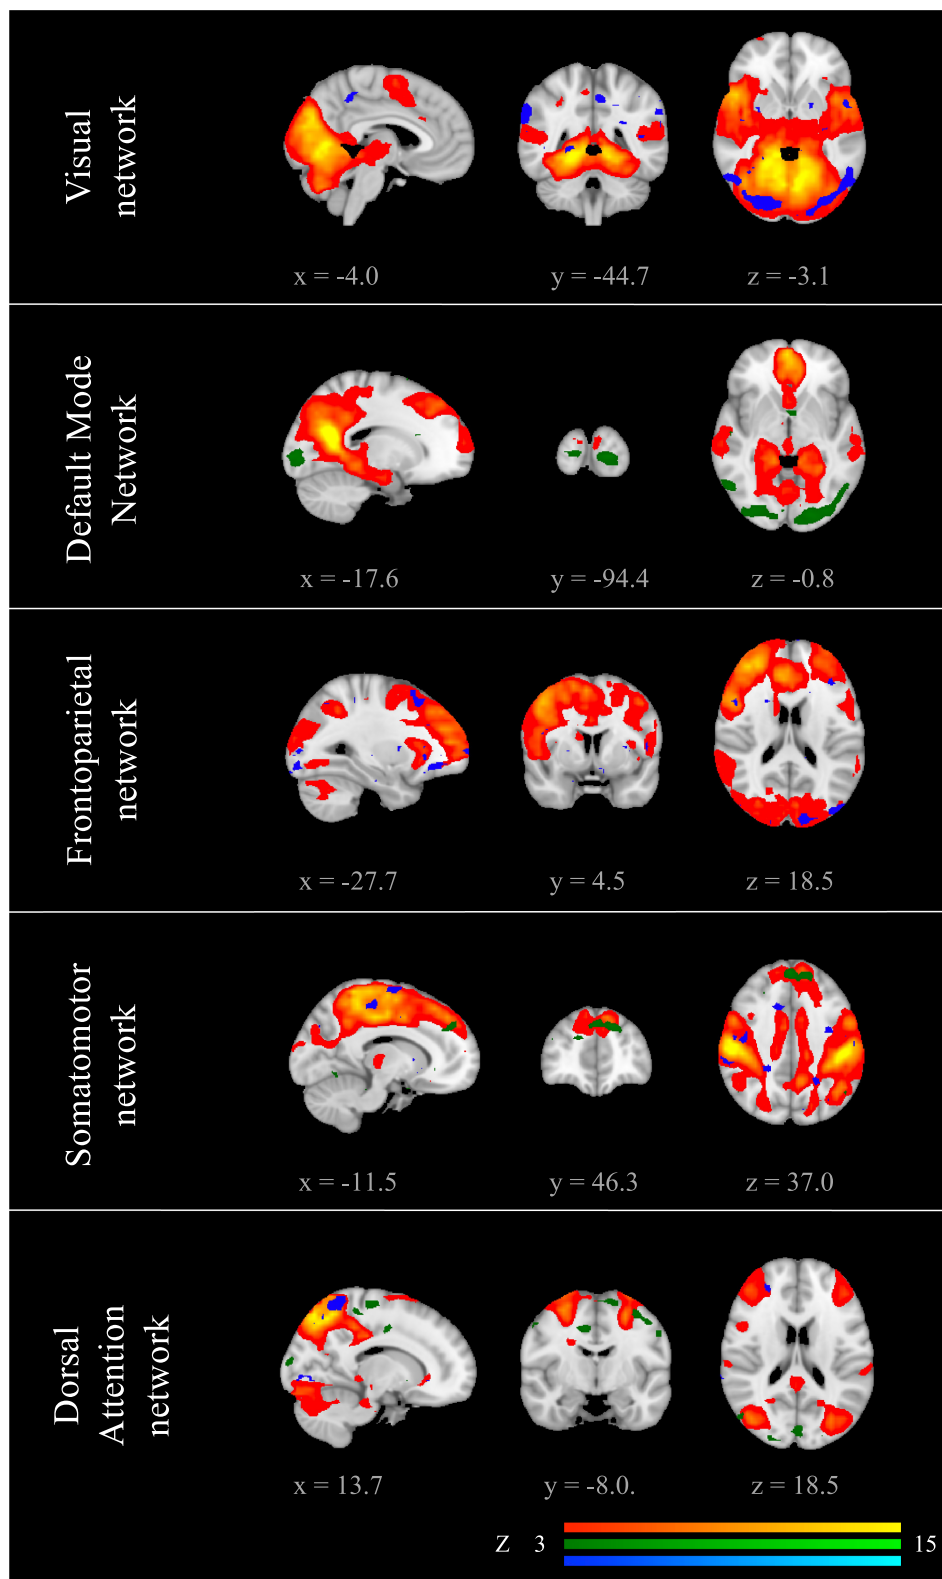 Visual
network
x = -4.0
y = -44.7
z = -3.1
Default Mode
Network
x = -17.6
y = -94.4
z = -0.8
Frontoparietal
network
x = -27.7
y = 4.5
z = 18.5
Somatomotor
network
x = -11.5
y = 46.3
z = 37.0
Dorsal
Attention
network
x = 13.7
y = -8.0.
z = 18.5
Z 3 15